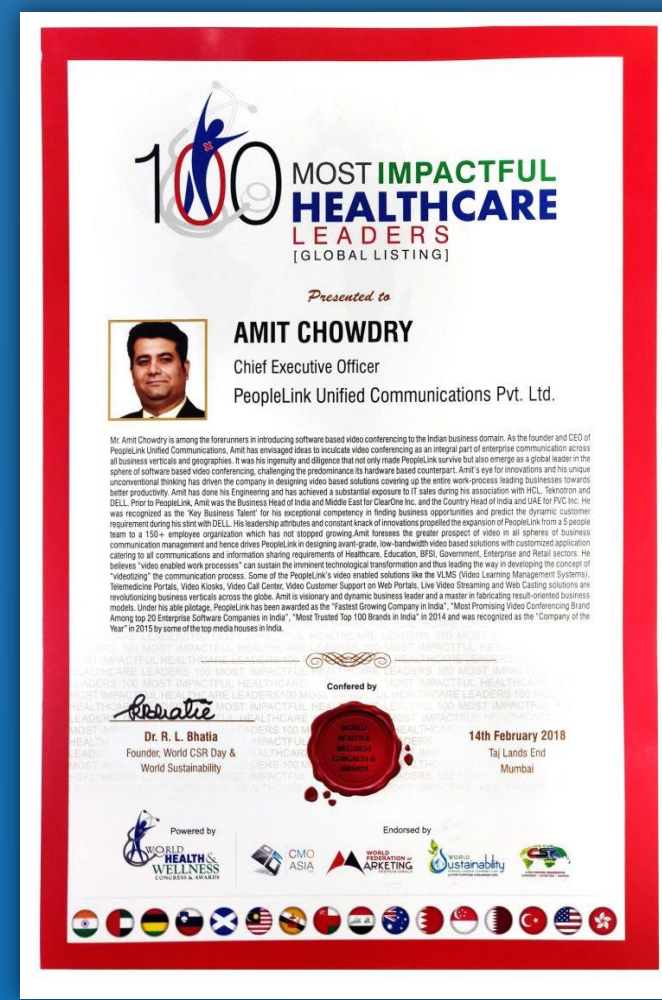 100
MOST IMPACTFUL
HEALTHCARE
LEADERS
[GLOBAL LISTING]
Presented to
AMIT CHOWDRY
Chief Executive Officer
PeopleLink Unified Communications Pvt. Ltd.
Mr. Amit Chowdry is among the forerunners in introducing software based video conferencing to the Indian business domain. As the founder and CEO of
PeopleLink Unified Communications, Amit has envisaged ideas to inculcate video conferencing as an integral part of enterprise communication across
all business verticals and geographies. It was his ingenuity and diligence that not only made PeopleLink survive but also emerge as a global leader in the
sphere of software based video conferencing, challenging the predominance its hardware based counterpart. Amit's eye for innovations and his unique
unconventional thinking has driven the company in designing video based solutions covering up the entire work-process leading businesses towards
better productivity. Amit has done his Engineering and has achieved a substantial exposure to IT sales during his association with HCL, Teknotron and
DELL. Prior to PeopleLink, Amit was the Business Head of India and Middle East for ClearOne Inc. and the Country Head of India and UAE for FVC Inc. He
was recognized as the 'Key Business Talent' for his exceptional competency in finding business opportunities and predict the dynamic customer
requirement during his stint with DELL. His leadership attributes and constant knack of innovations propelled the expansion of PeopleLink from a 5 people
team to a 150+ employee organization which has not stopped growing.Amit foresees the greater prospect of video in all spheres of business
communication management and hence drives PeopleLink in designing avant-grade, low-bandwidth video based solutions with customized application
catering to all communications and information sharing requirements of Healthcare, Education, BFSI, Government, Enterprise and Retail sectors. He
believes "video enabled work processes" can sustain the imminent technological transformation and thus leading the way in developing the concept of
"videotizing" the communication process. Some of the PeopleLink's video enabled solutions like the VLMS (Video Learning Management Systems),
Telemedicine Portals, Video Kiosks, Video Call Center, Video Customer Support on Web Portals, Live Video Streaming and Web Casting solutions are
revolutionizing business verticals across the globe. Amit is visionary and dynamic business leader and a master in fabricating result-oriented business
models. Under his able pilotage, PeopleLink has been awarded as the "Fastest Growing Company in India", "Most Promising Video Conferencing Brand
Among top 20 Enterprise Software Companies in India", "Most Trusted Top 100 Brands in India" in 2014 and was recognized as the "Company of the
Year" in 2015 by some of the top media houses in India.
Confered by
WORLD
HEALTH &
WELLNESS
CONGRESS &
AWARDS
Dr. R. L. Bhatia
Founder, World CSR Day &
World Sustainability
14th February 2018
Taj Lands End
Mumbai
Powered by
WORLD
HEALTH &
WELLNESS
CONGRESS & AWARDS
Endorsed by
CMO
ASIA
WORLD
FEDERATION OF
MARKETING
PROFESSIONALS
WORLD
Sustainability
CSR